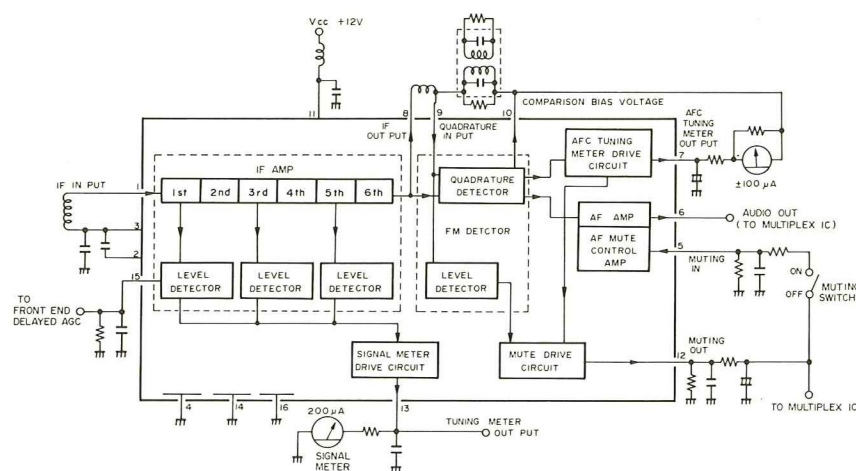 Vcc +12V
11
8
9
10
COMPARISON BIAS VOLTAGE
IF
OUT PUT
QUADRATURE
IN PUT
AFC
TUNING
METER
OUT PUT
IF AMP
AFC TUNING
METER DRIVE
CIRCUIT
7
±100 μA
IF IN PUT
1
1st
2nd
3rd
4th
5th
6th
QUADRATURE
DETECTOR
3
2
FM DETCTOR
AF AMP
6
AUDIO OUT
(TO MULTIPLEX IC)
AF MUTE
CONTROL
AMP
5
MUTING
IN
ON
OFF
MUTING
SWITCH
15
LEVEL
DETECTOR
LEVEL
DETECTOR
LEVEL
DETECTOR
LEVEL
DETECTOR
TO
FRONT END
DELAYED AGC
SIGNAL METER
DRIVE CIRCUIT
MUTE DRIVE
CIRCUIT
MUTING OUT
12
TO MULTIPLEX IC
4
14
16
13
200μA
SIGNAL
METER
TUNING METER
OUT PUT